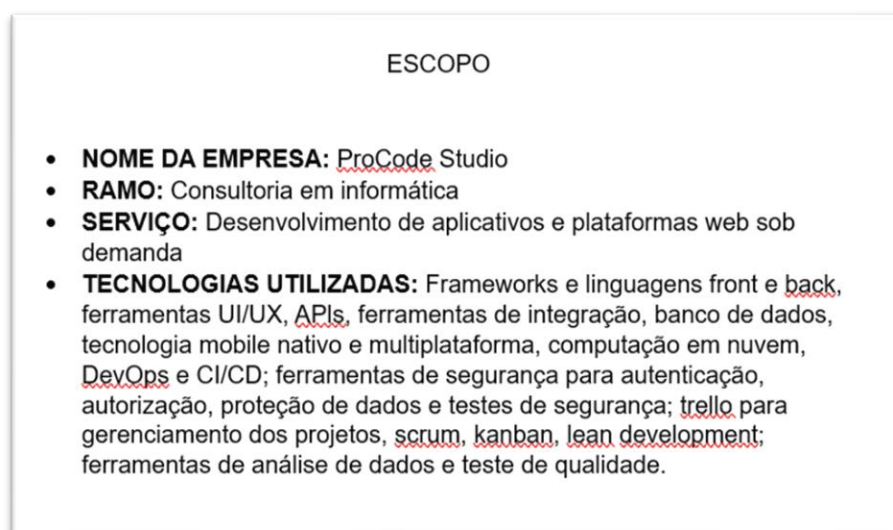 ESCOPO
• NOME DA EMPRESA: ProCode Studio
• RAMO: Consultoria em informática
• SERVIÇO: Desenvolvimento de aplicativos e plataformas web sob
demanda
• TECNOLOGIAS UTILIZADAS: Frameworks e linguagens front e back,
ferramentas UI/UX, APIs, ferramentas de integração, banco de dados,
tecnologia mobile nativo e multiplataforma, computação em nuvem,
DevOps e CI/CD; ferramentas de segurança para autenticação,
autorização, proteção de dados e testes de segurança; trello para
gerenciamento dos projetos, scrum, kanban, lean development;
ferramentas de análise de dados e teste de qualidade.